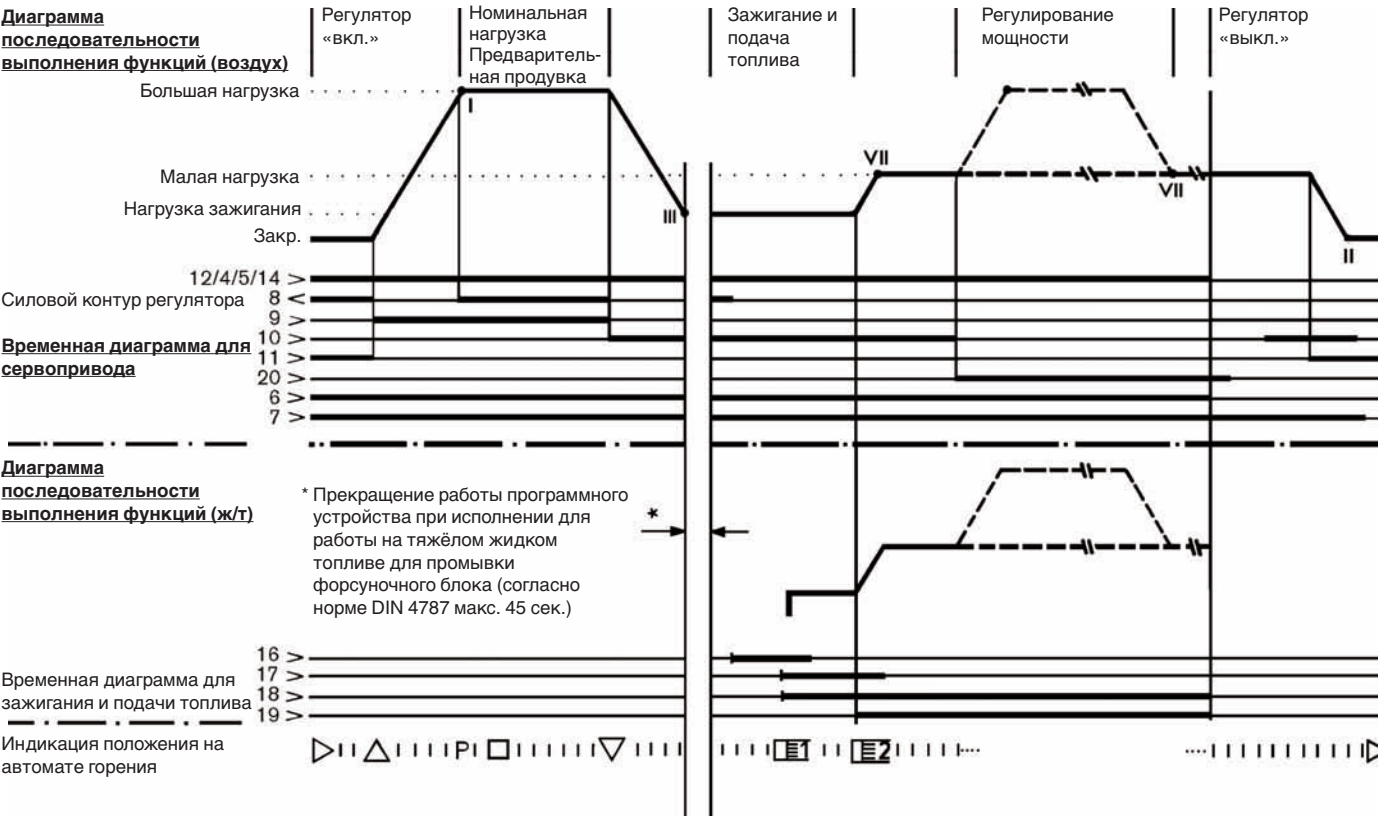 Диаграмма
последовательности
выполнения функций (воздух)
Регулятор
«вкл.»
Номинальная
нагрузка
Предваритель-
ная продувка
Зажигание и
подача
топлива
Регулирование
мощности
Регулятор
«выкл.»
Большая нагрузка
I
Малая нагрузка
VII
VII
Нагрузка зажигания
III
Закр.
II
12/4/5/14 >
Силовой контур регулятора
8 <
9 >
10 >
Временная диаграмма для
сервопривода
11 >
20 >
6 >
7 >
Диаграмма
последовательности
выполнения функций (ж/т)
* Прекращение работы программного
устройства при исполнении для
работы на тяжёлом жидком
топливе для промывки
форсуночного блока (согласно
норме DIN 4787 макс. 45 сек.)
*
16 >
17 >
Временная диаграмма для
зажигания и подачи топлива
18 >
19 >
Индикация положения на
автомате горения
P
1
2